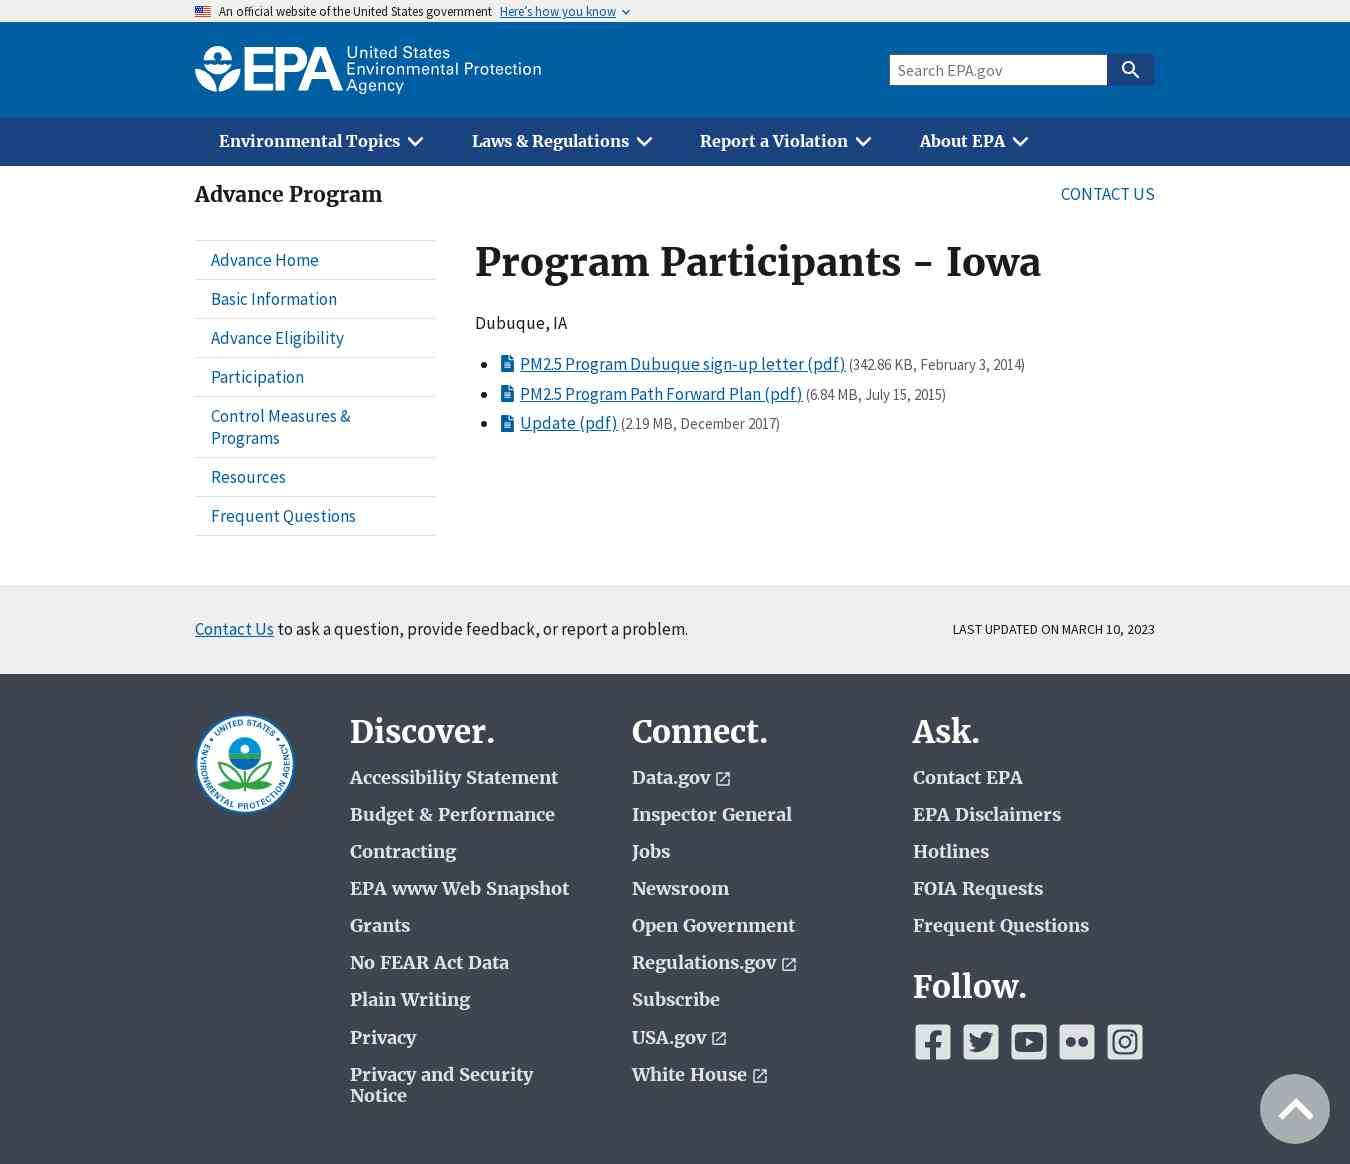 An official website of the United States government Here's how you know
EPA United States
Environmental Protection
Agency
Search EPA.gov
Environmental Topics Laws & Regulations Report a Violation About EPA
Advance Program
CONTACT US
Advance Home
Basic Information
Advance Eligibility
Participation
Control Measures &
Programs
Resources
Frequent Questions
Program Participants - Iowa
Dubuque, IA
PM2.5 Program Dubuque sign-up letter (pdf) (342.86 KB, February 3, 2014)
PM2.5 Program Path Forward Plan (pdf) (6.84 MB, July 15, 2015)
Update (pdf) (2.19 MB, December 2017)
Contact Us to ask a question, provide feedback, or report a problem.
LAST UPDATED ON MARCH 10, 2023
UNITED STATES
ENVIRONMENTAL PROTECTION AGENCY
Discover.
Accessibility Statement
Budget & Performance
Contracting
EPA www Web Snapshot
Grants
No FEAR Act Data
Plain Writing
Privacy
Privacy and Security
Notice
Connect.
Data.gov
Inspector General
Jobs
Newsroom
Open Government
Regulations.gov
Subscribe
USA.gov
White House
Ask.
Contact EPA
EPA Disclaimers
Hotlines
FOIA Requests
Frequent Questions
Follow.